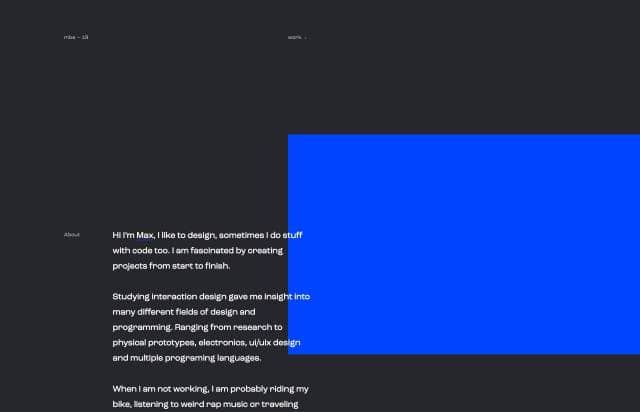 mba – 19
work
About
Hi I'm Max, I like to design, sometimes I do stuff
with code too. I am fascinated by creating
projects from start to finish.
Studying interaction design gave me insight into
many different fields of design and
programming. Ranging from research to
physical prototypes, electronics, ui/uix design
and multiple programing languages.
When I am not working, I am probably riding my
bike, listening to weird rap music or traveling